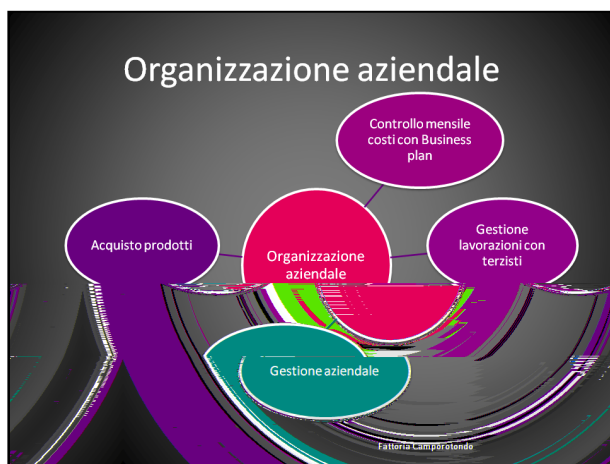 Organizzazione aziendale
Controllo mensile
costi con Business
plan
Acquisto prodotti
Organizzazione
aziendale
Gestione
lavorazioni con
terzisti
Gestione aziendale
Fattoria Camporotondo